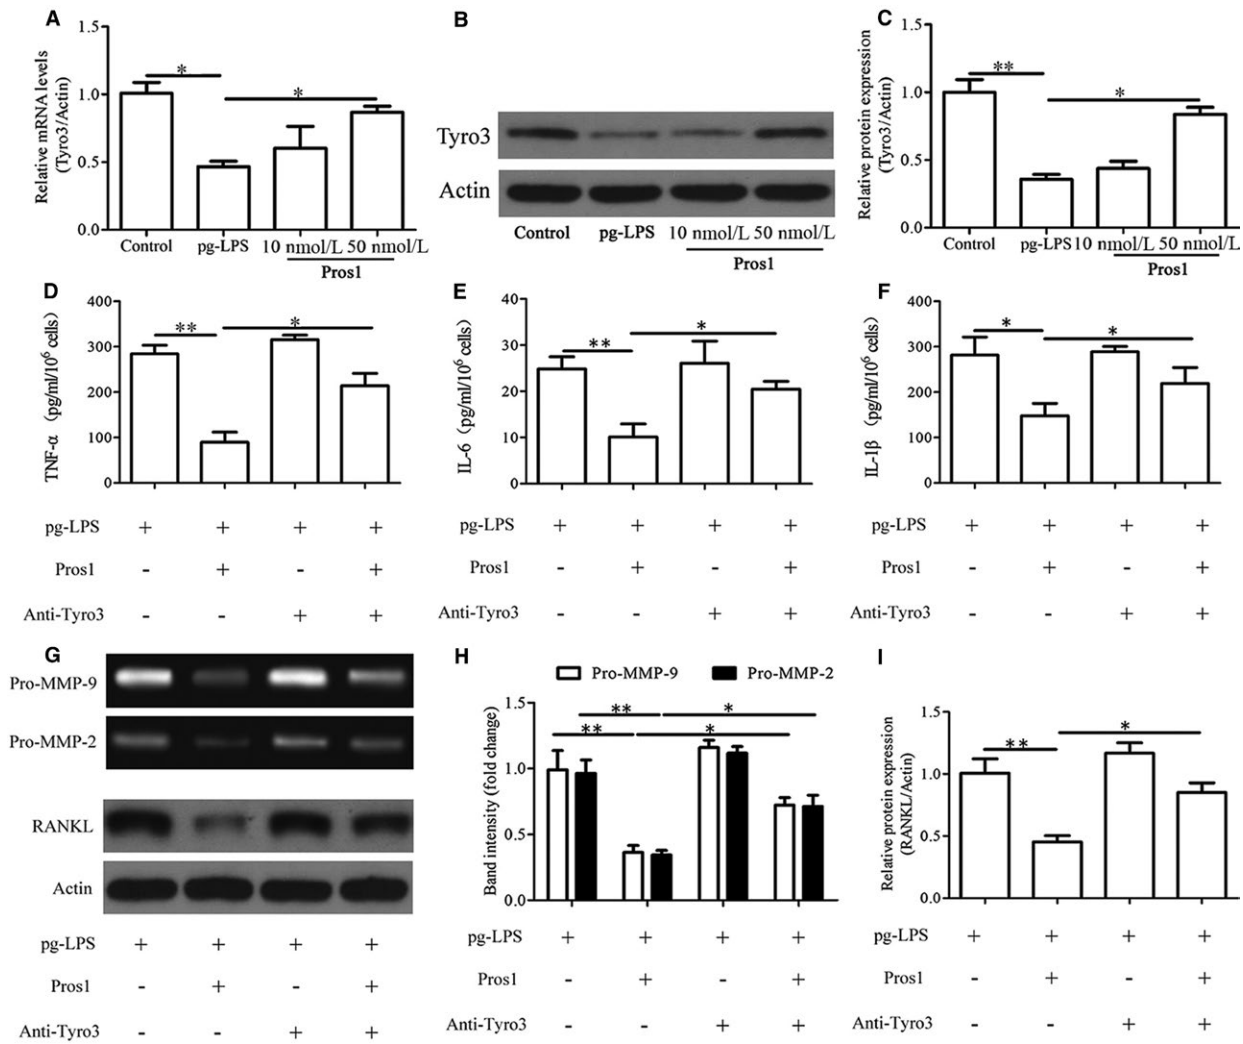 A
Relative mRNA levels
(Tyro3/Actin)
1.5
1.0
0.5
0.0
*
*
Control
pg-LPS
10 nmol/L
50 nmol/L
Pros1
B
Tyro3
Actin
Control
pg-LPS
10 nmol/L
50 nmol/L
Pros1
C
Relative protein expression
(Tyro3/Actin)
1.5
1.0
0.5
0.0
**
*
Control
pg-LPS
10 nmol/L
50 nmol/L
Pros1
D
TNF-α (pg/ml/10⁶ cells)
400
300
200
100
0
**
*
pg-LPS + + + +
Pros1 - + - +
Anti-Tyro3 - - + +
E
IL-6 (pg/ml/10⁶ cells)
40
30
20
10
0
**
*
pg-LPS + + + +
Pros1 - + - +
Anti-Tyro3 - - + +
F
IL-1β (pg/ml/10⁶ cells)
400
300
200
100
0
*
*
pg-LPS + + + +
Pros1 - + - +
Anti-Tyro3 - - + +
G
Pro-MMP-9
Pro-MMP-2
RANKL
Actin
pg-LPS + + + +
Pros1 - + - +
Anti-Tyro3 - - + +
H
Pro-MMP-9 Pro-MMP-2
Band intensity (fold change)
1.5
1.0
0.5
0.0
** *
** *
pg-LPS + + + +
Pros1 - + - +
Anti-Tyro3 - - + +
I
Relative protein expression
(RANKL/Actin)
1.5
1.0
0.5
0.0
**
*
pg-LPS + + + +
Pros1 - + - +
Anti-Tyro3 - - + +